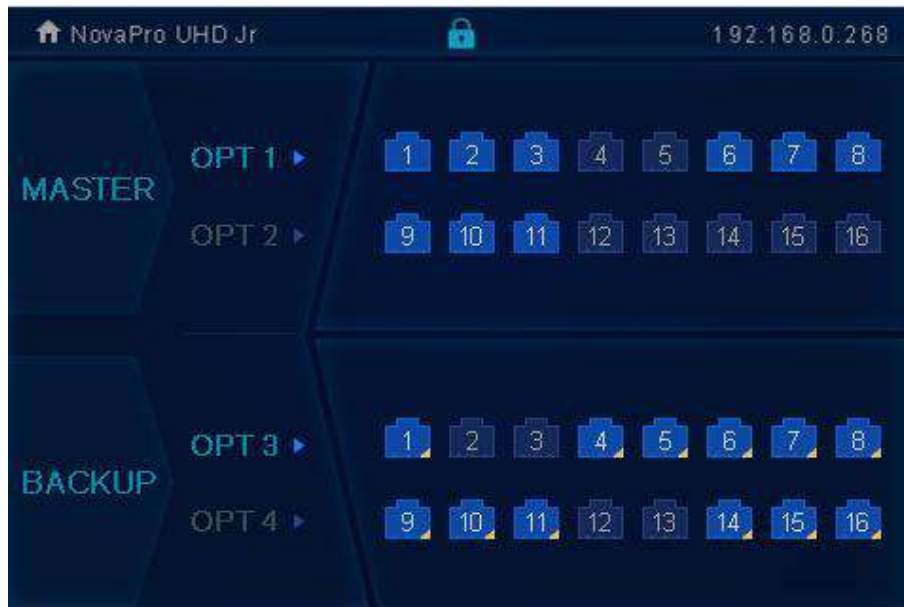 NovaPro UHD Jr 192.168.0.268
MASTER
OPT 1 1 2 3 4 5 6 7 8
OPT 2 9 10 11 12 13 14 15 16
BACKUP
OPT 3 1 2 3 4 5 6 7 8
OPT 4 9 10 11 12 13 14 15 16